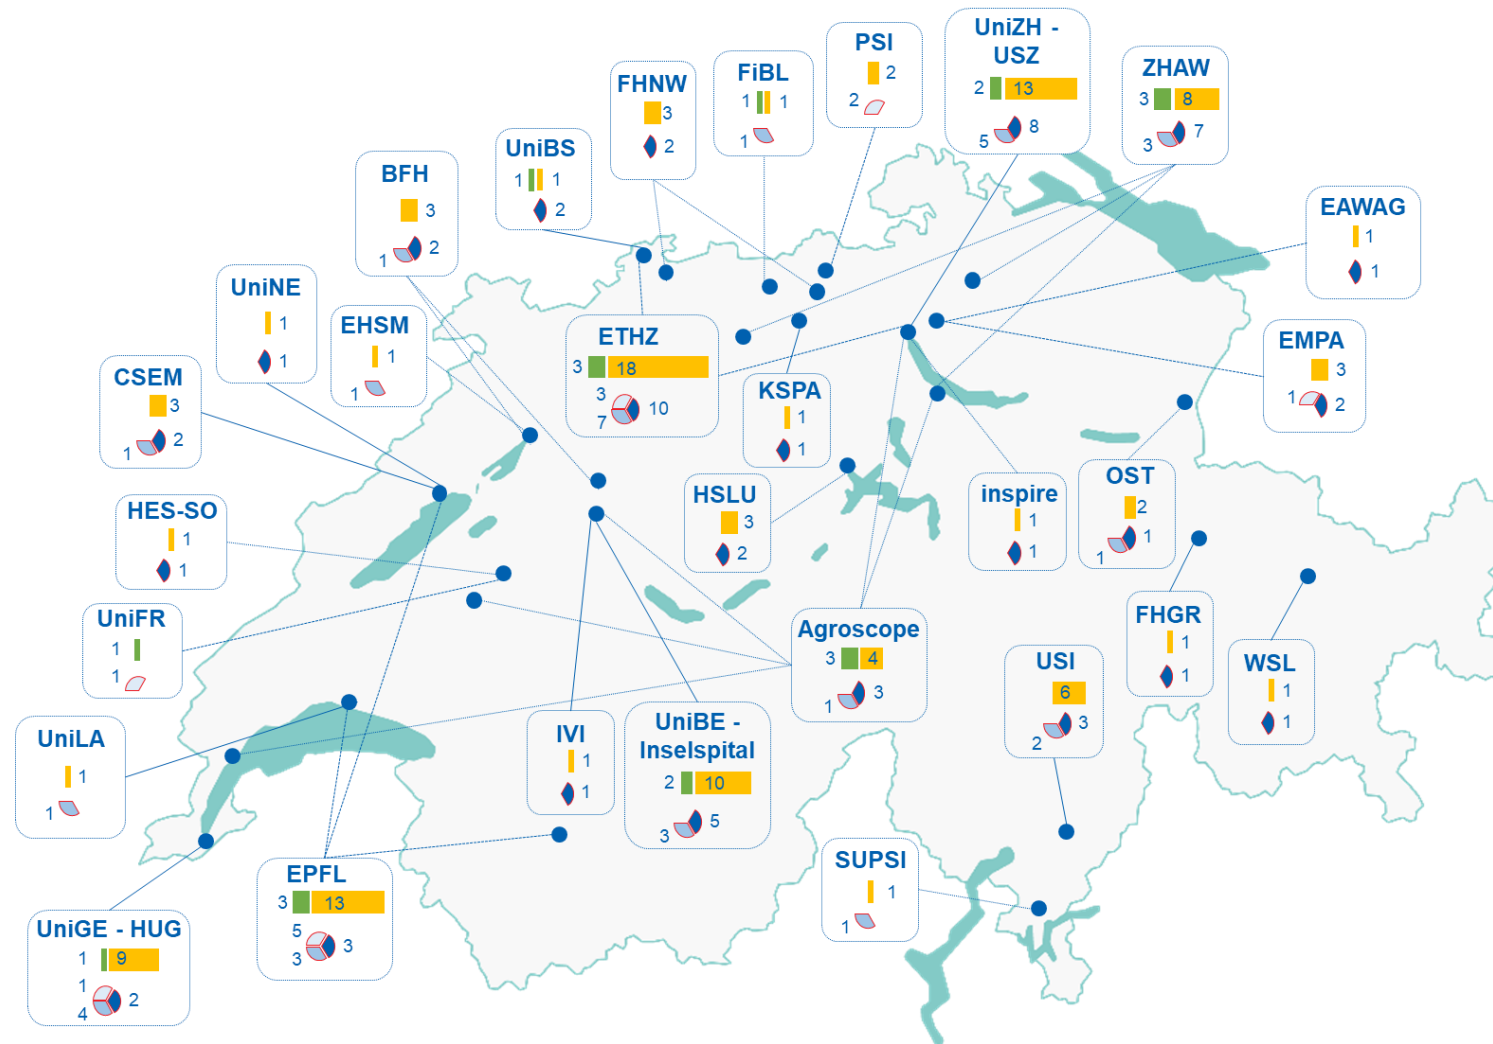 UniZH -
USZ
2 13
5 8
PSI
2
2
ZHAW
3 8
3 7
FiBL
1 1
1
FHNW
3
2
UniBS
1 1
2
BFH
3
1 2
EAWAG
1
1
UniNE
1
1
EHSM
1
1
ETHZ
3 18
3
7 10
EMPA
3
1 2
CSEM
3
1 2
KSPA
1
1
HSLU
3
2
inspire
1
1
OST
2
1 1
HES-SO
1
1
UniFR
1
1
Agroscope
3 4
1 3
FHGR
1
1
WSL
1
1
USI
6
2 3
UniLA
1
1
IVI
1
1
UniBE -
Inselspital
2 10
3 5
SUPSI
1
1
EPFL
3 13
5
3 3
UniGE - HUG
1 9
1
4 2